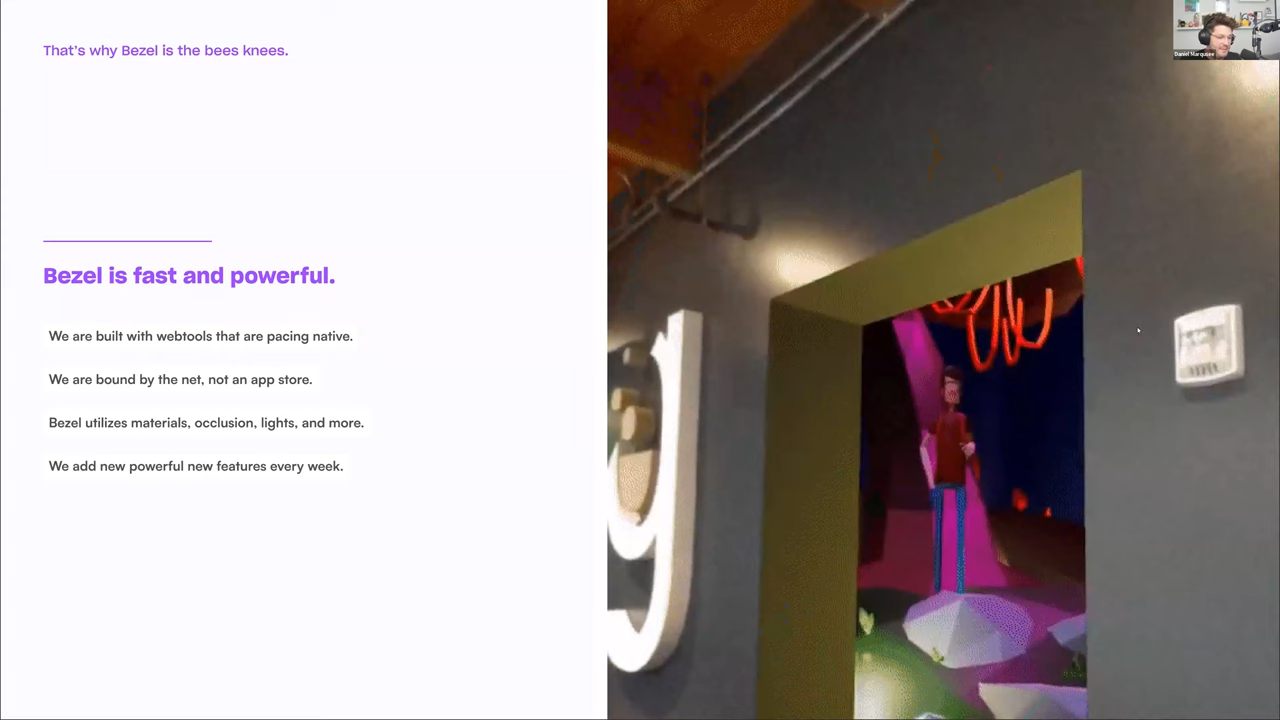 That's why Bezel is the bees knees.
Daniel Marqusee
Bezel is fast and powerful.
We are built with webtools that are pacing native.
We are bound by the net, not an app store.
Bezel utilizes materials, occlusion, lights, and more.
We add new powerful new features every week.